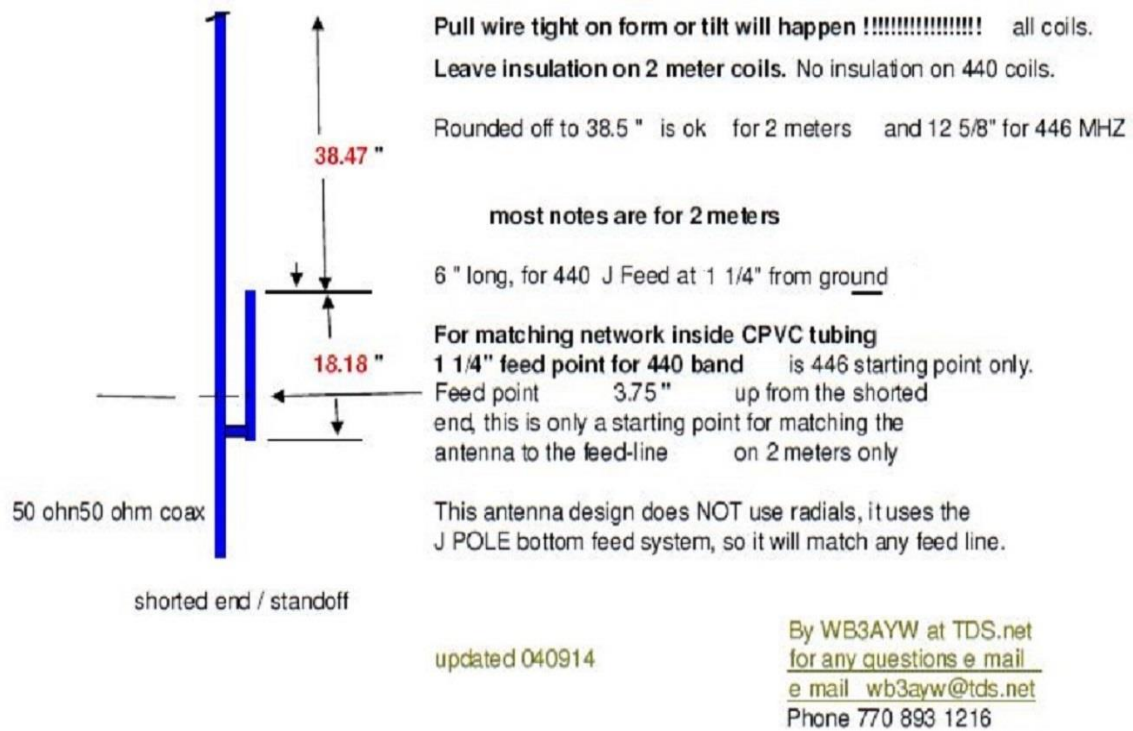 Pull wire tight on form or tilt will happen !!!!!!!!!!!!!!!!!! all coils.
Leave insulation on 2 meter coils. No insulation on 440 coils.
Rounded off to 38.5 " is ok for 2 meters and 12 5/8" for 446 MHZ
38.47 "
most notes are for 2 meters
6 " long, for 440 J Feed at 1 1/4" from ground
For matching network inside CPVC tubing
18.18 "
1 1/4" feed point for 440 band is 446 starting point only.
Feed point 3.75 " up from the shorted
end, this is only a starting point for matching the
antenna to the feed-line on 2 meters only
50 ohn50 ohm coax
This antenna design does NOT use radials, it uses the
J POLE bottom feed system, so it will match any feed line.
shorted end / standoff
updated 040914
By WB3AYW at TDS.net
for any questions e mail
e mail wb3ayw@tds.net
Phone 770 893 1216